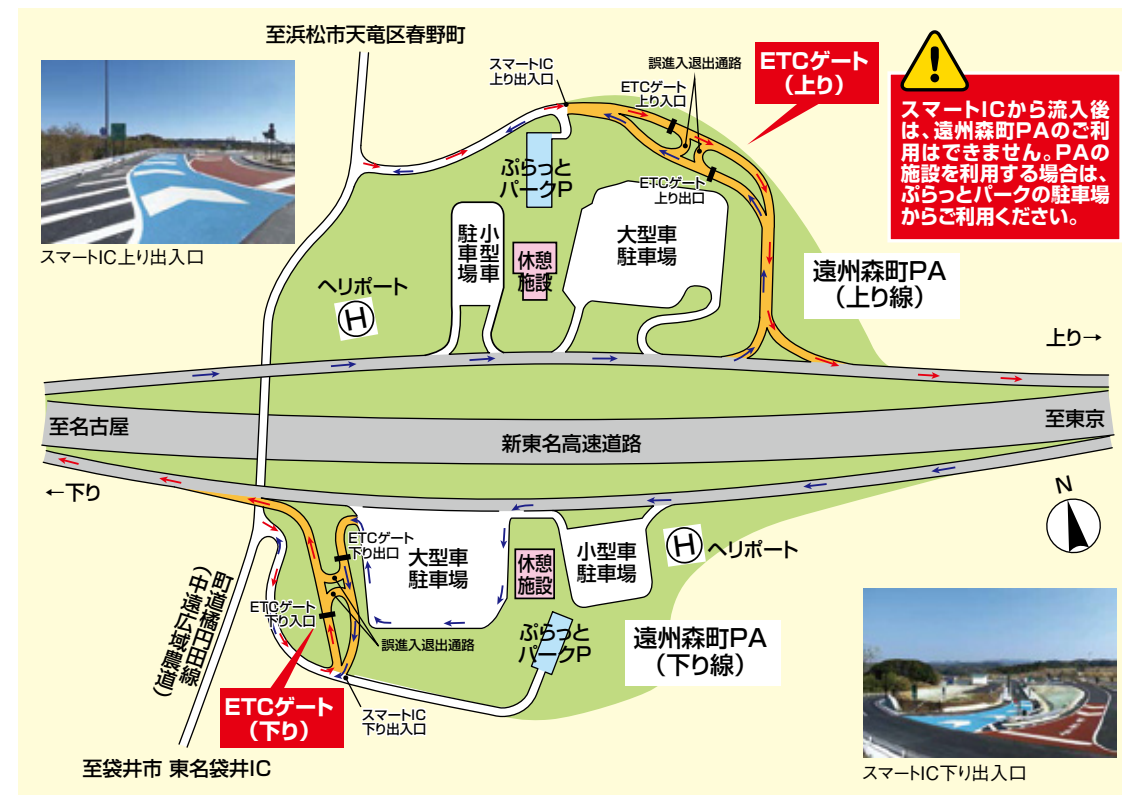 至浜松市天竜区春野町
スマートIC
上り出入口
誤進入退出通路
ETCゲート
上り入口
ETCゲート
（上り）
スマートICから流入後
は、遠州森町PAのご利
用はできません。PAの
施設を利用する場合は、
ぷらっとパークの駐車場
からご利用ください。
スマートIC上り出入口
ぷらっと
パークP
ETCゲート
上り出口
小型車
駐車場
休憩
施設
大型車
駐車場
遠州森町PA
（上り線）
ヘリポート
H
上り→
至名古屋
新東名高速道路
至東京
←下り
N
ETCゲート
下り出口
大型車
駐車場
休憩
施設
小型車
駐車場
H
ヘリポート
町道橘円田線
（中遠広域農道）
ETCゲート
下り入口
誤進入退出通路
ぷらっと
パークP
遠州森町PA
（下り線）
ETCゲート
（下り）
スマートIC
下り出入口
至袋井市 東名袋井IC
スマートIC下り出入口